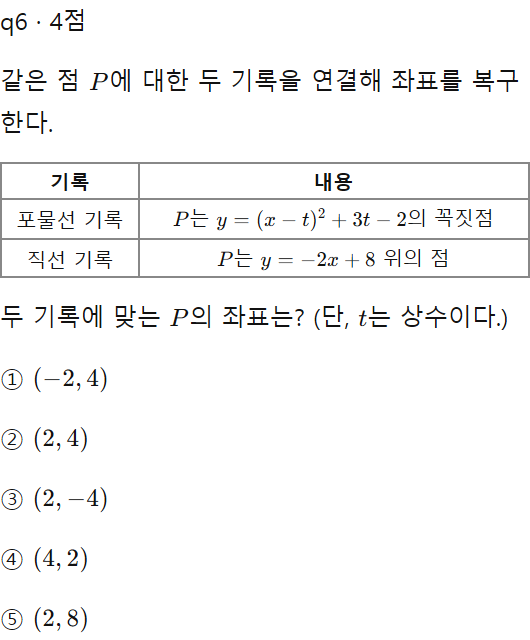 q6 · 4점
같은 점 P에 대한 두 기록을 연결해 좌표를 복구
한다.
기록 내용
포물선 기록 P는 y = (x − t)² + 3t − 2의 꼭짓점
직선 기록 P는 y = −2x + 8 위의 점
두 기록에 맞는 P의 좌표는? (단, t는 상수이다.)
① (−2, 4)
② (2, 4)
③ (2, −4)
④ (4, 2)
⑤ (2, 8)